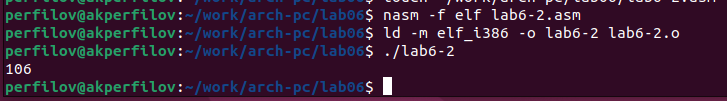 perfilov@akperfilov:~/work/arch-pc/lab06$ nasm -f elf lab6-2.asm
perfilov@akperfilov:~/work/arch-pc/lab06$ ld -m elf_i386 -o lab6-2 lab6-2.o
perfilov@akperfilov:~/work/arch-pc/lab06$ ./lab6-2
106
perfilov@akperfilov:~/work/arch-pc/lab06$